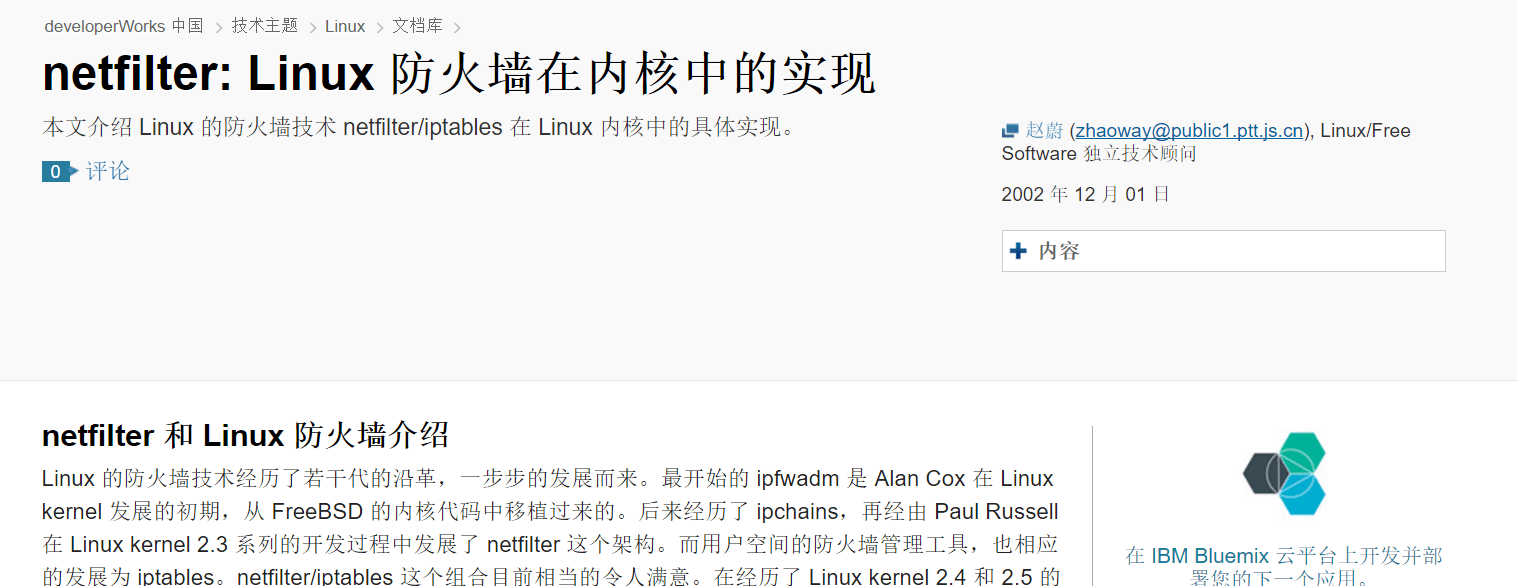 developerWorks 中国 > 技术主题 > Linux > 文档库 >
netfilter: Linux 防火墙在内核中的实现
本文介绍 Linux 的防火墙技术 netfilter/iptables 在 Linux 内核中的具体实现。
0 评论
赵蔚 (zhaoway@public1.ptt.js.cn), Linux/Free
Software 独立技术顾问
2002 年 12 月 01 日
内容
netfilter 和 Linux 防火墙介绍
Linux 的防火墙技术经历了若干代的沿革，一步步的发展而来。最开始的 ipfwadm 是 Alan Cox 在 Linux
kernel 发展的初期，从 FreeBSD 的内核代码中移植过来的。后来经历了 ipchains，再经由 Paul Russell
在 Linux kernel 2.3 系列的开发过程中发展了 netfilter 这个架构。而用户空间的防火墙管理工具，也相应
的发展为 iptables。netfilter/iptables 这个组合目前相当的令人满意。在经历了 Linux kernel 2.4 和 2.5 的
在 IBM Bluemix 云平台上开发并部
署您的下一个应用。